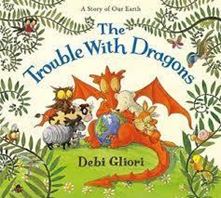 A Story of Our Earth
The
Trouble With Dragons
Debi Gliori